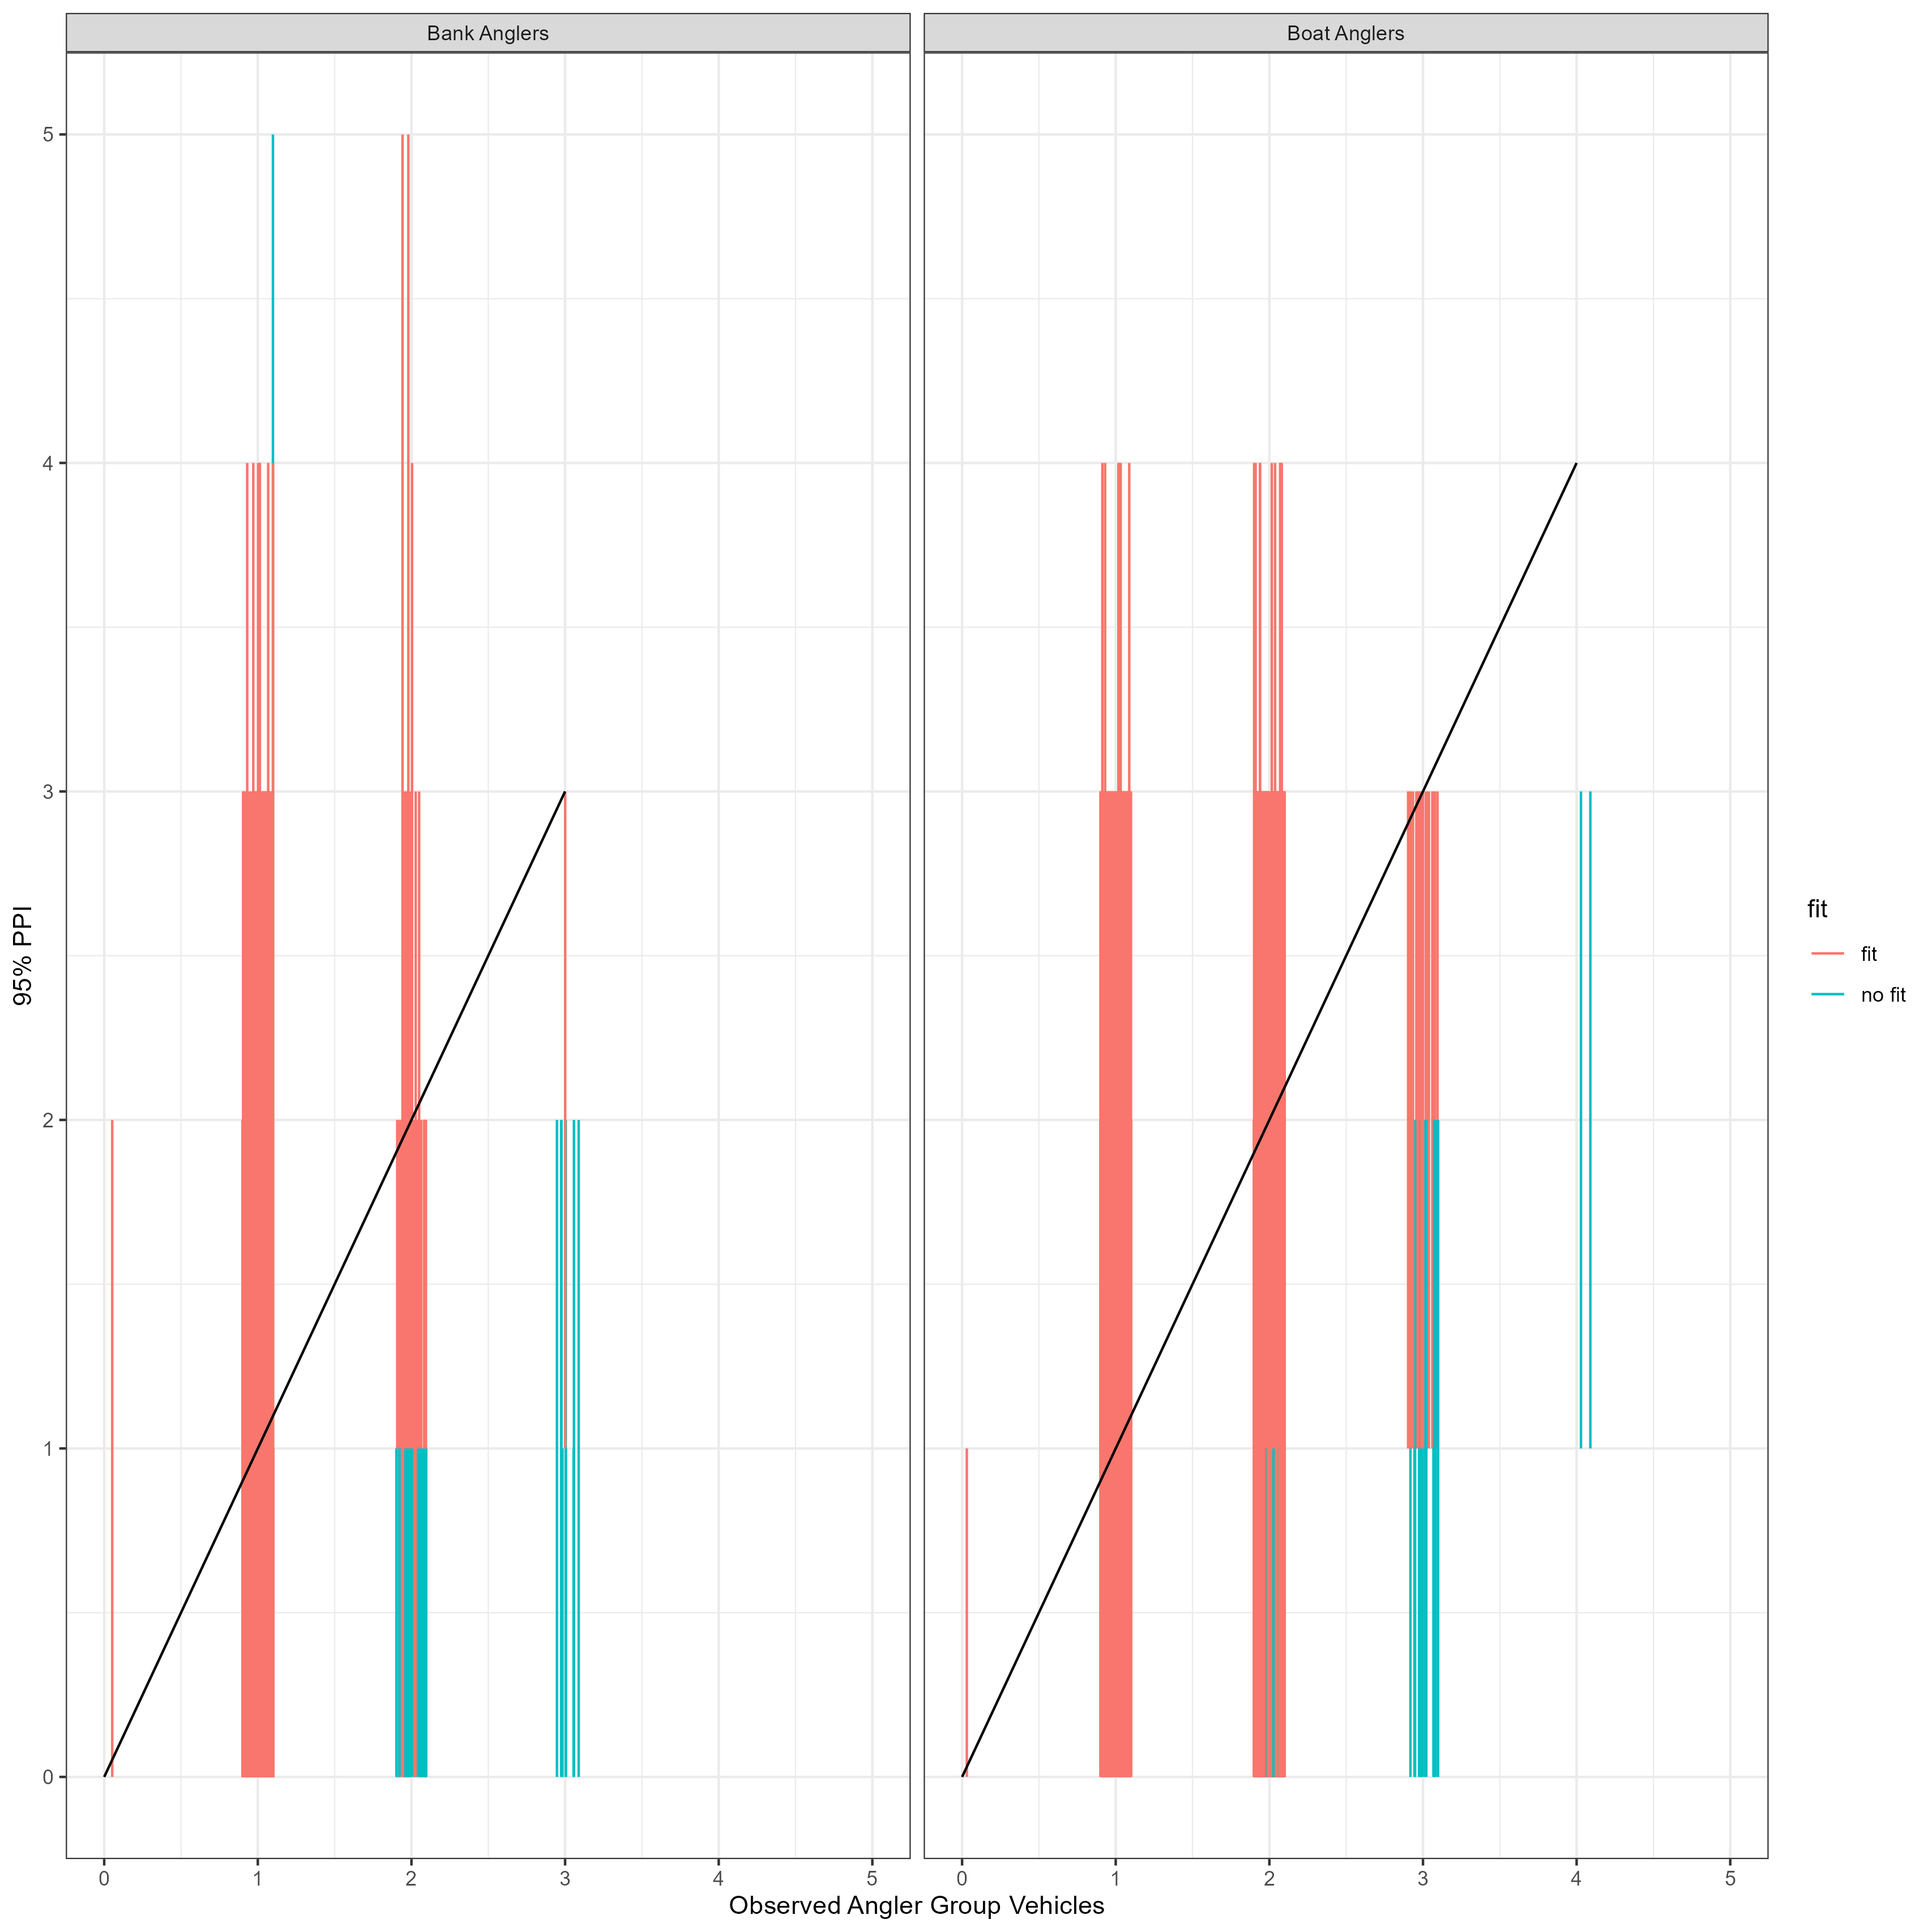 Bank Anglers
Boat Anglers
95% PPI
5
4
3
2
1
0
0 1 2 3 4 5
0 1 2 3 4 5
Observed Angler Group Vehicles
fit
fit
no fit